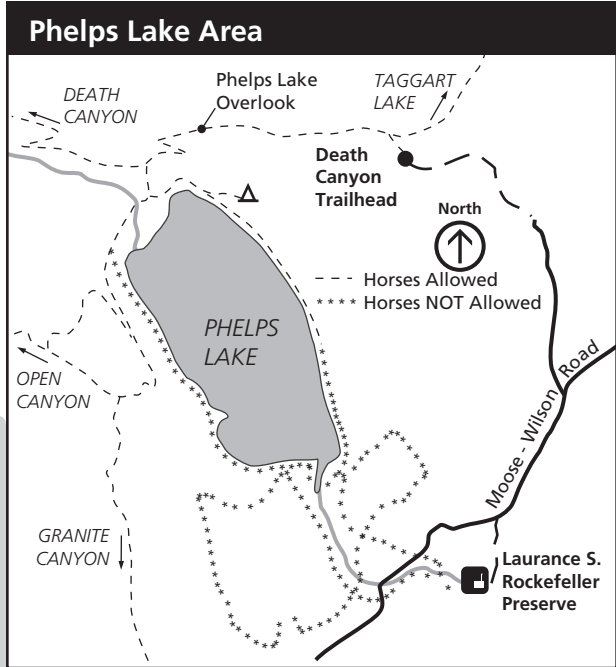 Phelps Lake Area
DEATH
CANYON
Phelps Lake
Overlook
TAGGART
LAKE
Death
Canyon
Trailhead
North
Horses Allowed
**** Horses NOT Allowed
PHELPS
LAKE
OPEN
CANYON
Moose - Wilson Road
GRANITE
CANYON
Laurance S.
Rockefeller
Preserve